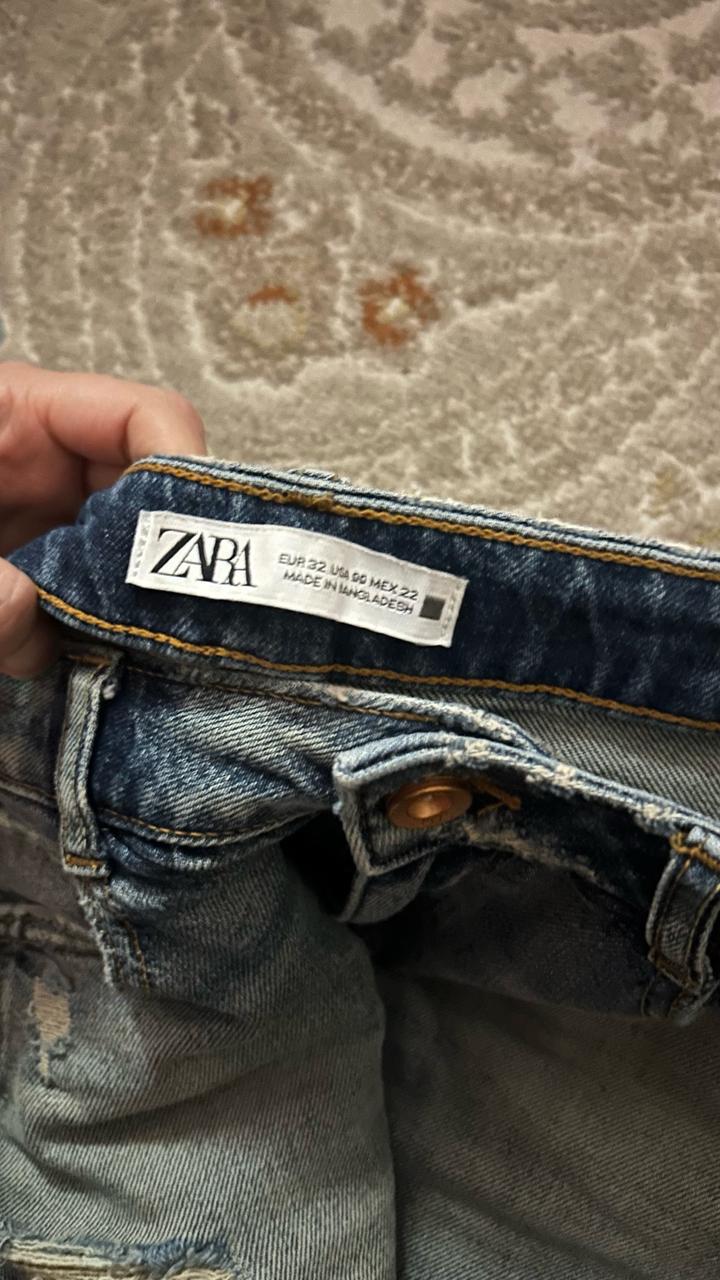 ZARA
EUR 32 USA 00 MEX 22
MADE IN BANGLADESH